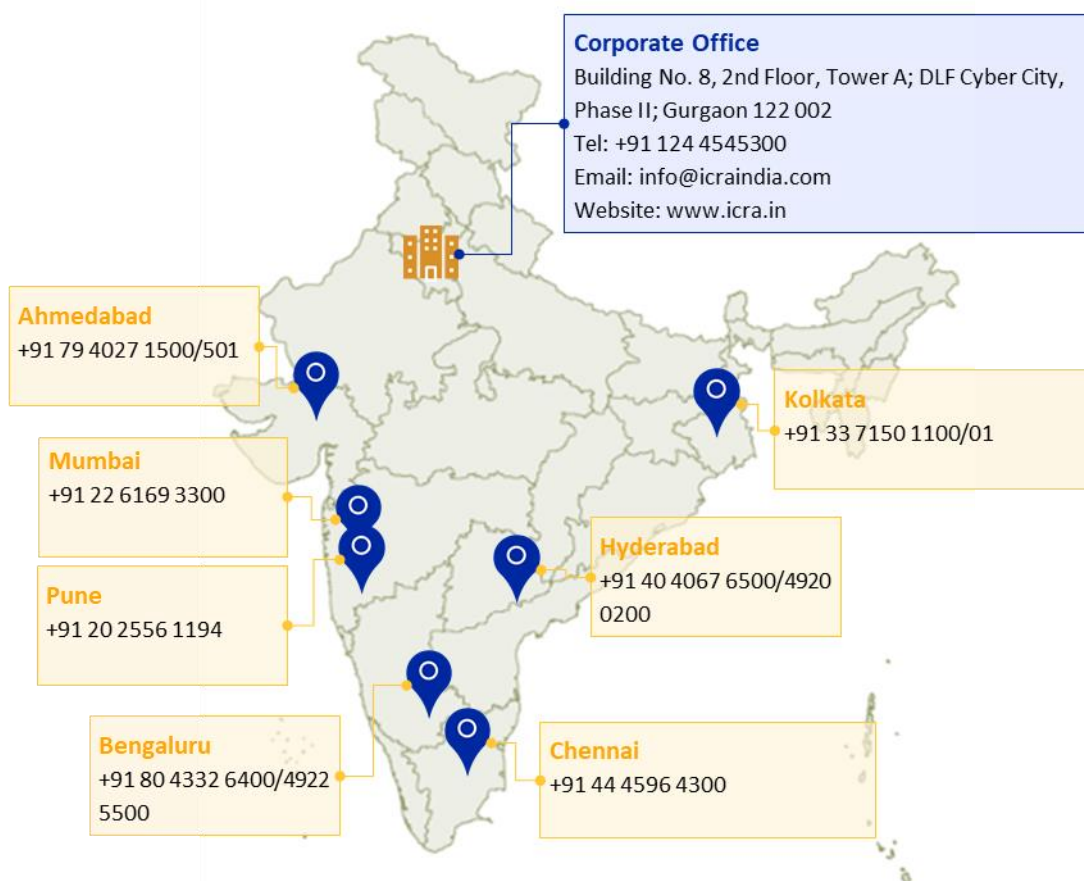 Corporate Office
Building No. 8, 2nd Floor, Tower A; DLF Cyber City,
Phase II; Gurgaon 122 002
Tel: +91 124 4545300
Email: info@icraindia.com
Website: www.icra.in
Ahmedabad
+91 79 4027 1500/501
Kolkata
+91 33 7150 1100/01
Mumbai
+91 22 6169 3300
Hyderabad
+91 40 4067 6500/4920
0200
Pune
+91 20 2556 1194
Bengaluru
+91 80 4332 6400/4922
5500
Chennai
+91 44 4596 4300